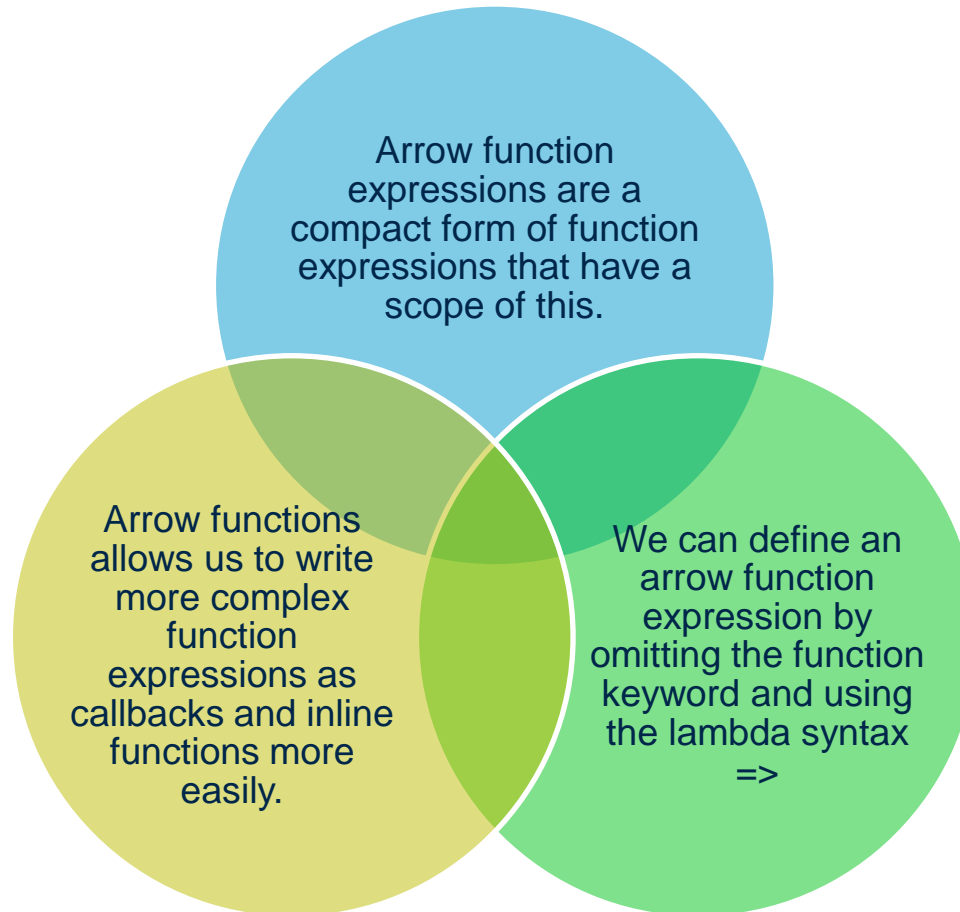 Arrow function
expressions are a
compact form of function
expressions that have a
scope of this.
Arrow functions
allows us to write
more complex
function
expressions as
callbacks and inline
functions more
easily.
We can define an
arrow function
expression by
omitting the function
keyword and using
the lambda syntax
=>